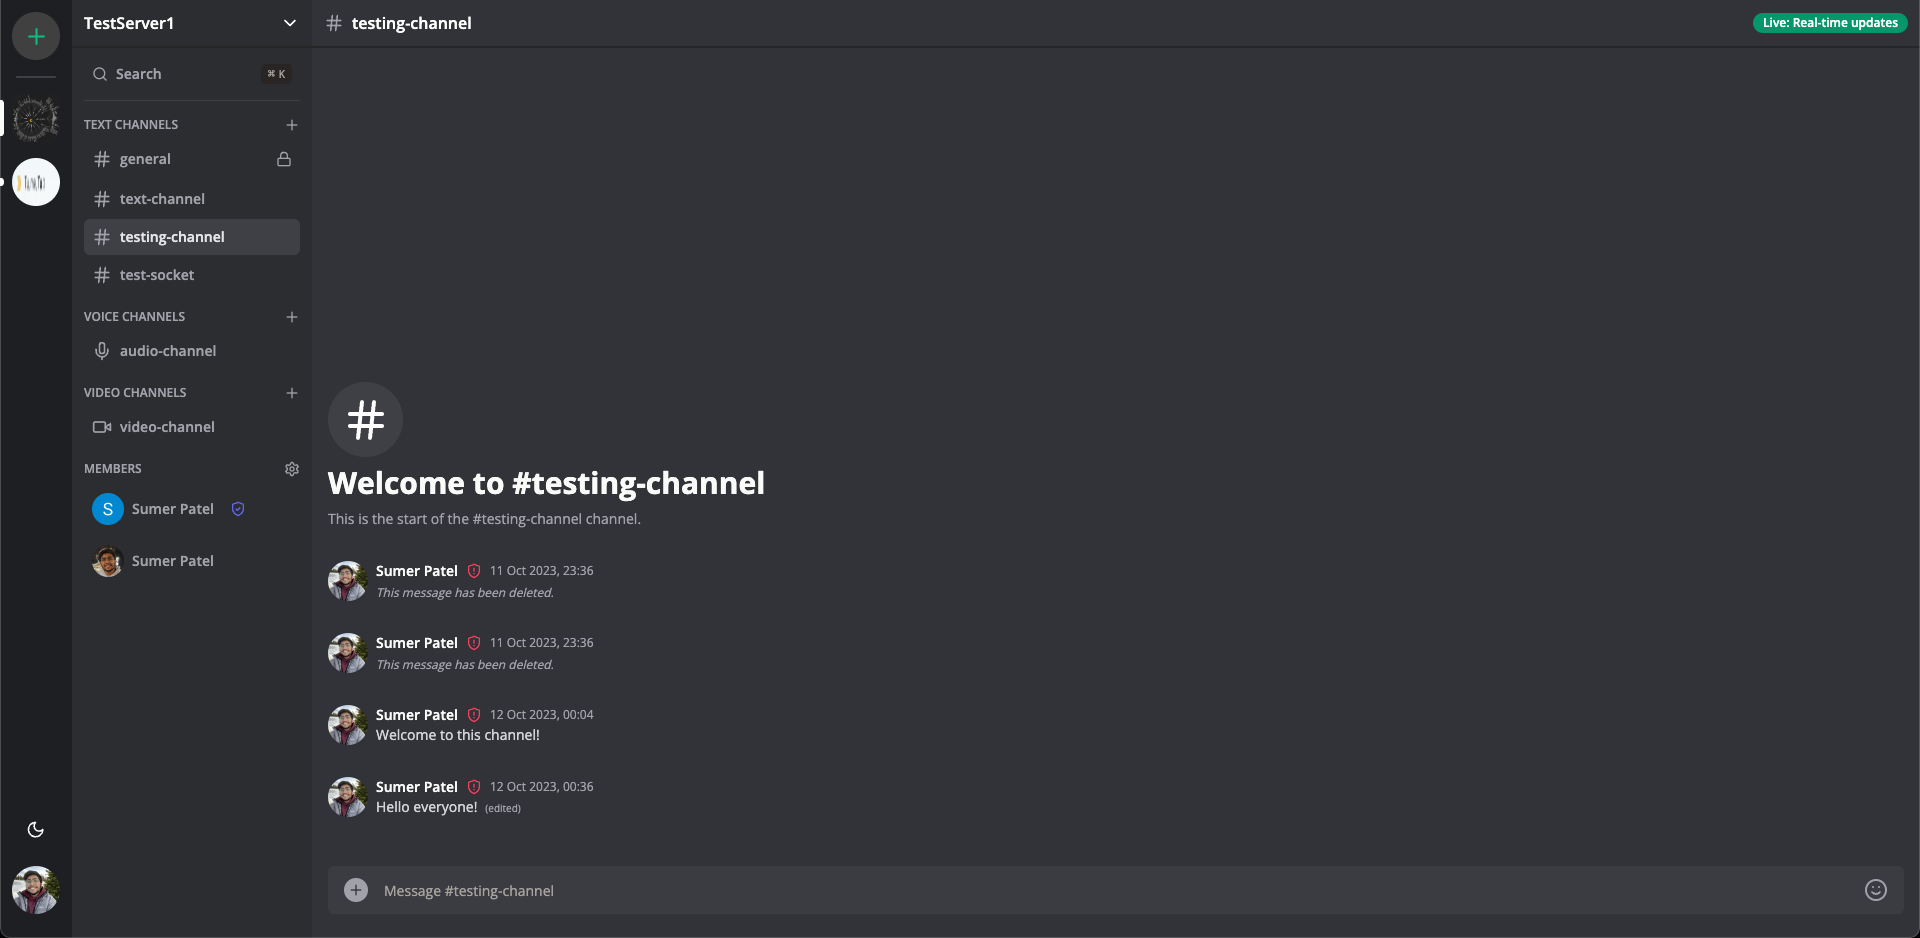 TestServer1
Search
⌘ K
TEXT CHANNELS
general
text-channel
testing-channel
test-socket
VOICE CHANNELS
audio-channel
VIDEO CHANNELS
video-channel
MEMBERS
S Sumer Patel
Sumer Patel
# testing-channel
Live: Real-time updates
#
Welcome to #testing-channel
This is the start of the #testing-channel channel.
Sumer Patel 11 Oct 2023, 23:36
This message has been deleted.
Sumer Patel 11 Oct 2023, 23:36
This message has been deleted.
Sumer Patel 12 Oct 2023, 00:04
Welcome to this channel!
Sumer Patel 12 Oct 2023, 00:36
Hello everyone! (edited)
Message #testing-channel